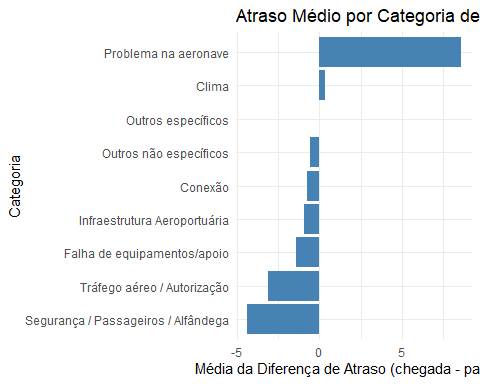 Atraso Médio por Categoria de
Categoria
Problema na aeronave
Clima
Outros específicos
Outros não específicos
Conexão
Infraestrutura Aeroportuária
Falha de equipamentos/apoio
Tráfego aéreo / Autorização
Segurança / Passageiros / Alfândega
-5 0 5
Média da Diferença de Atraso (chegada - pa